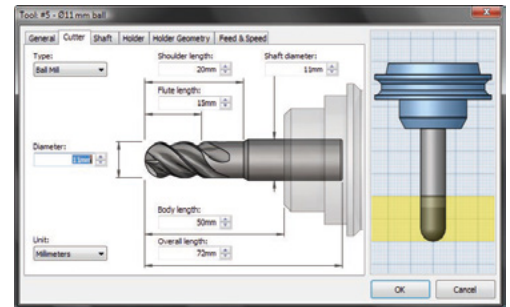 Tool: #5 - Ø11 mm ball
General Cutter Shaft Holder Holder Geometry Feed & Speed
Type:
Ball Mill
Shoulder length:
20mm
Shaft diameter:
11mm
Flute length:
15mm
Diameter:
11mm
Body length:
50mm
Unit:
Millimeters
Overall length:
72mm
OK Cancel